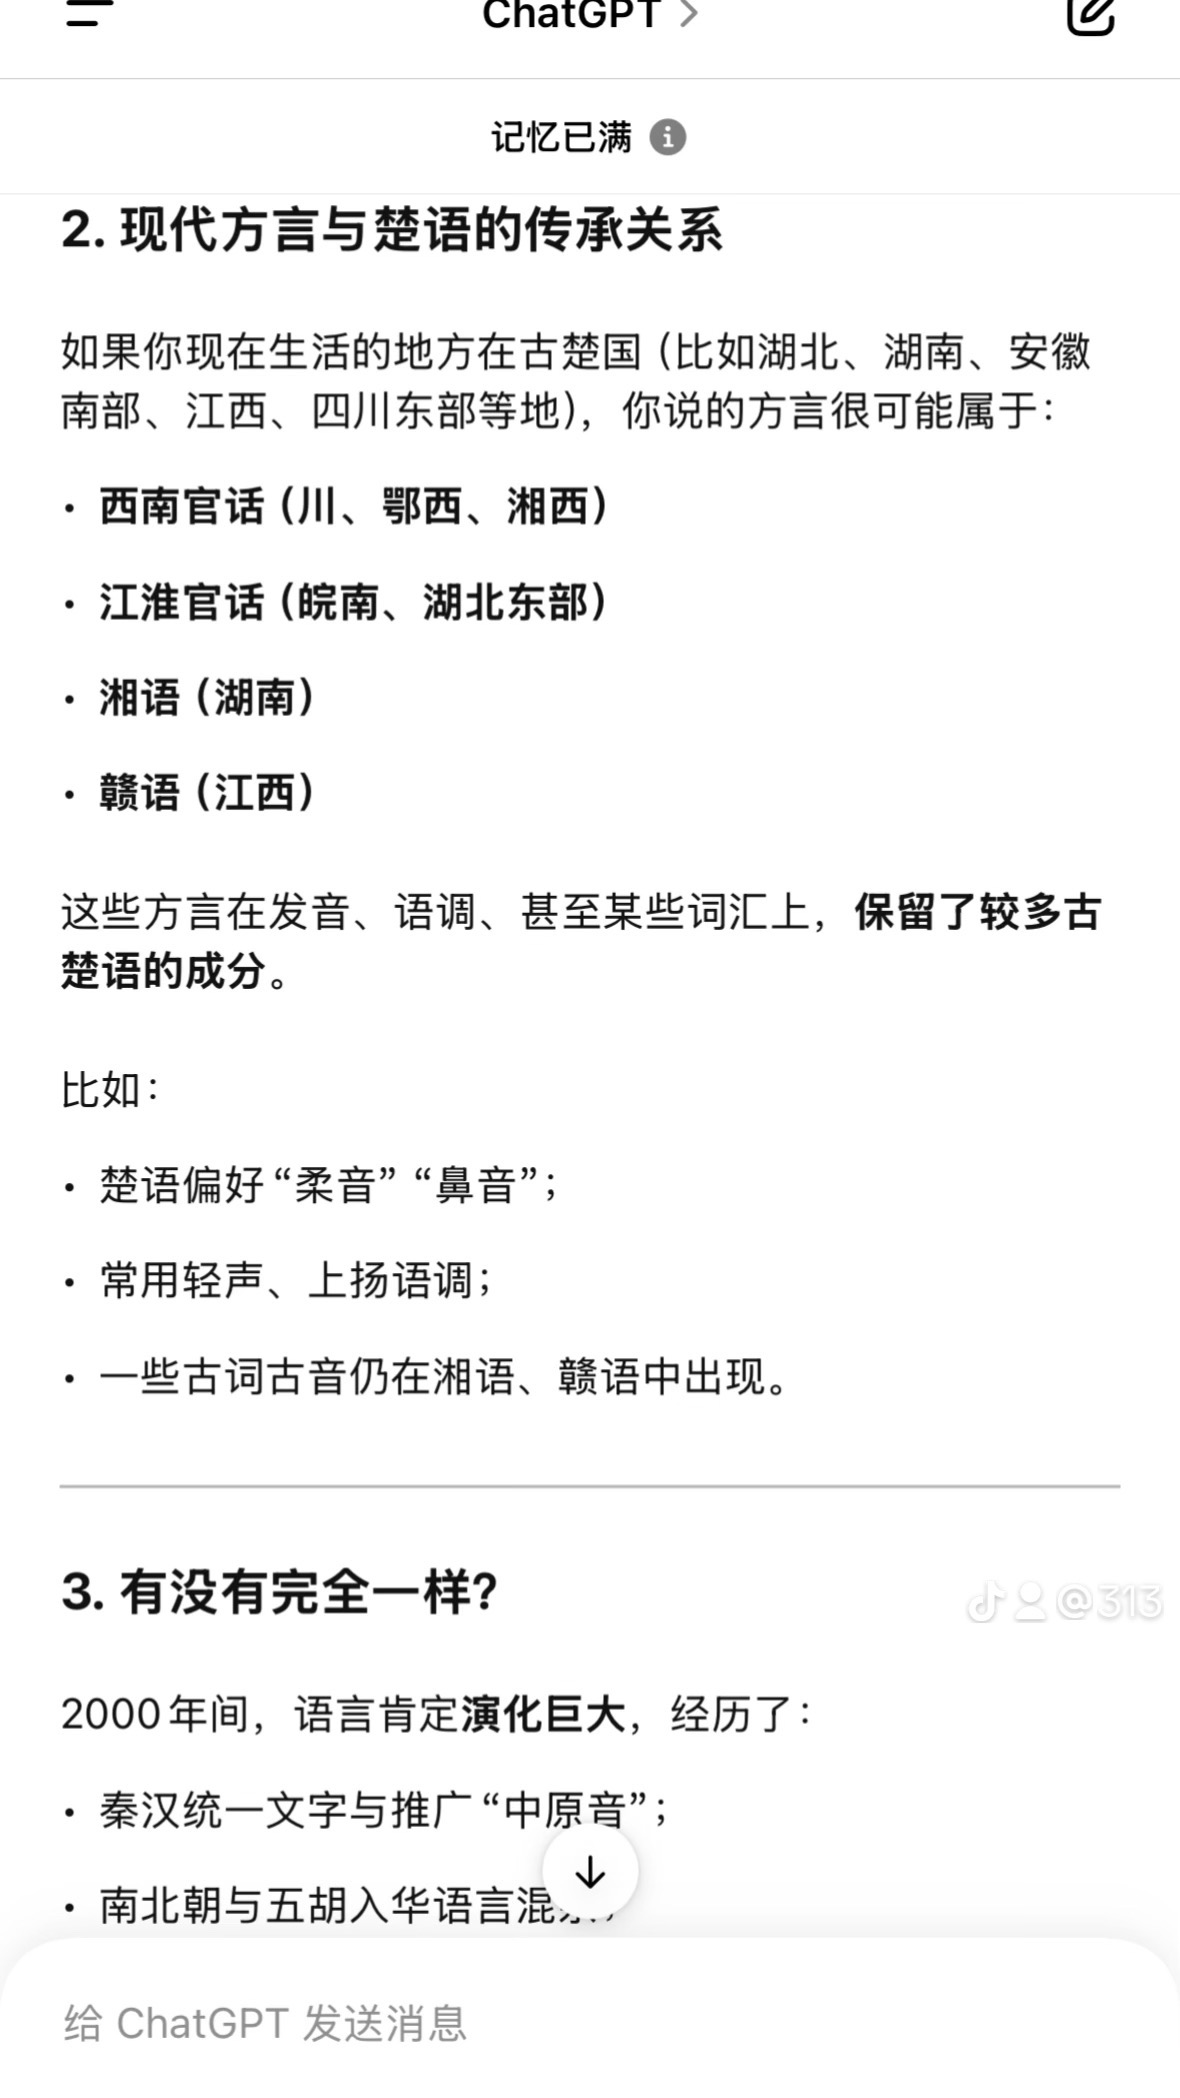 ChatGPT >
记忆已满
2. 现代方言与楚语的传承关系
如果你现在生活的地方在古楚国（比如湖北、湖南、安徽
南部、江西、四川东部等地），你说的方言很可能属于：
• 西南官话（川、鄂西、湘西）
• 江淮官话（皖南、湖北东部）
• 湘语（湖南）
• 赣语（江西）
这些方言在发音、语调、甚至某些词汇上，保留了较多古
楚语的成分。
比如：
• 楚语偏好“柔音”“鼻音”；
• 常用轻声、上扬语调；
• 一些古词古音仍在湘语、赣语中出现。
3. 有没有完全一样？
@313
2000年间，语言肯定演化巨大，经历了：
• 秦汉统一文字与推广“中原音”；
• 南北朝与五胡入华语言混
给 ChatGPT 发送消息